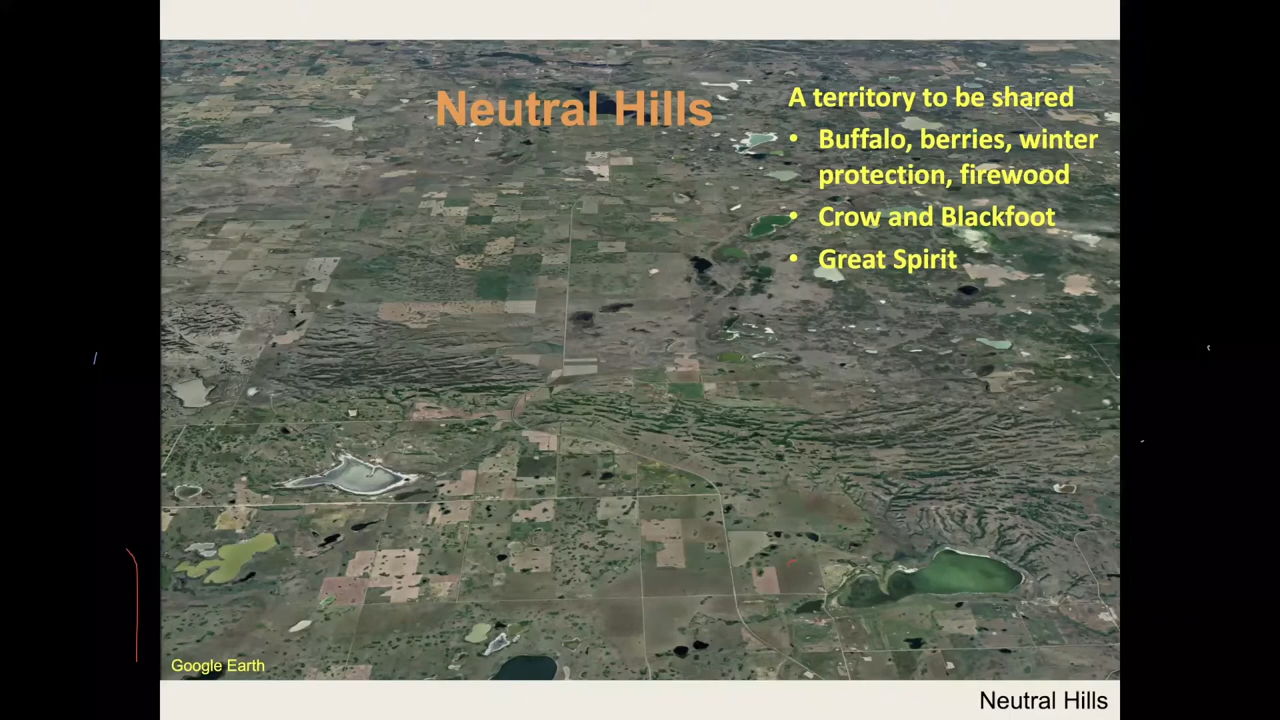 Neutral Hills
A territory to be shared
• Buffalo, berries, winter
protection, firewood
• Crow and Blackfoot
• Great Spirit
Google Earth
Neutral Hills